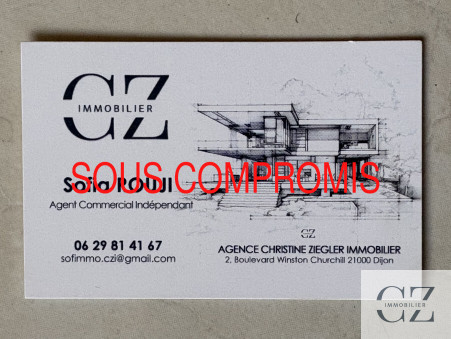 CZ
IMMOBILIER
Sofia
SOUS COMPROMIS
Agent Commercial Indépendant
CZ
06 29 81 41 67
AGENCE CHRISTINE ZIEGLER IMMOBILIER
sofimmo.czi@gmail.com
2, Boulevard Winston Churchill 21000 Dijon
CZ
IMMOBILIER